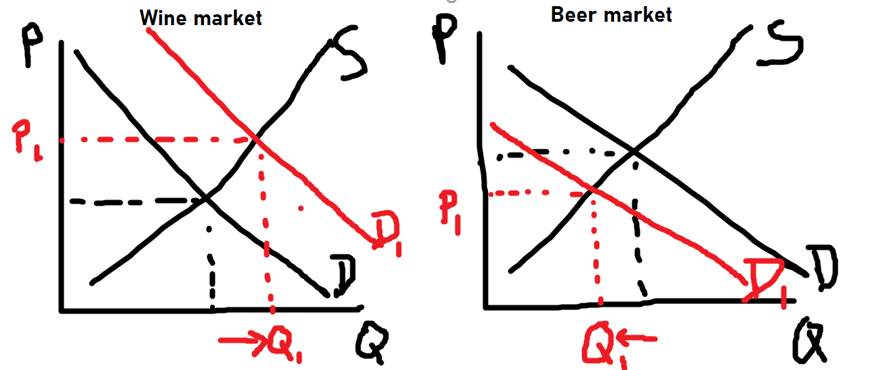 Wine market
P
S
P1
D1
D
Q1
Q
Beer market
P
S
P1
D
D1
Q1
Q